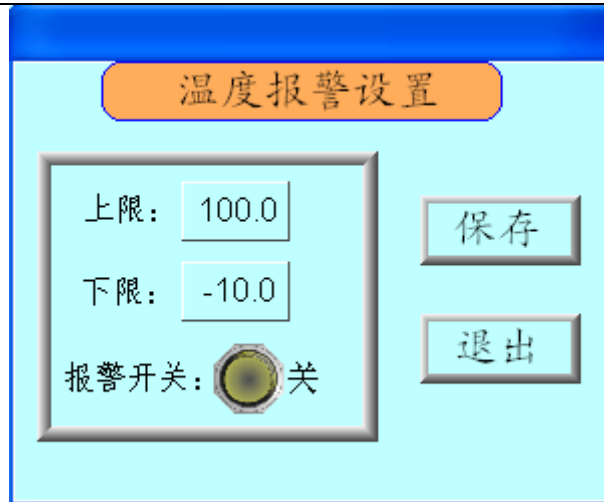 温度报警设置
上限： 100.0
保存
下限： -10.0
退出
报警开关： 关